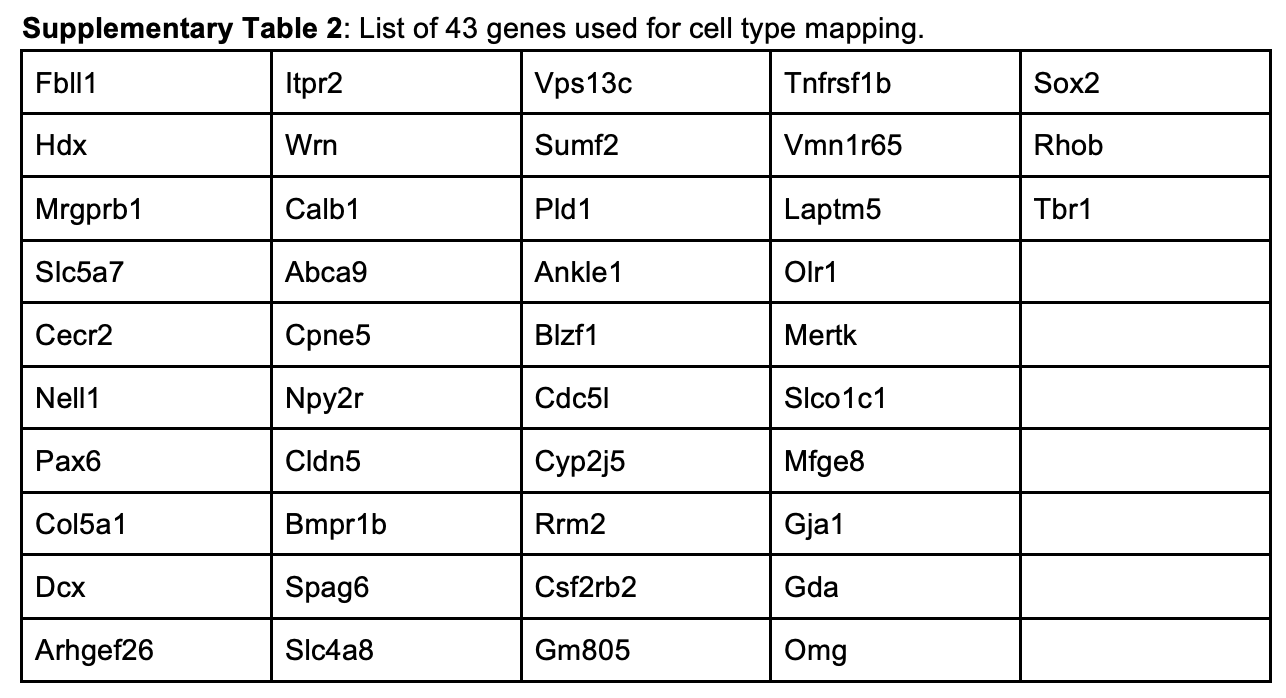 Supplementary Table 2: List of 43 genes used for cell type mapping.
Fbll1 Itpr2 Vps13c Tnfrsf1b Sox2
Hdx Wrn Sumf2 Vmn1r65 Rhob
Mrgprb1 Calb1 Pld1 Laptm5 Tbr1
Slc5a7 Abca9 Ankle1 Olr1
Cecr2 Cpne5 Blzf1 Mertk
Nell1 Npy2r Cdc5l Slco1c1
Pax6 Cldn5 Cyp2j5 Mfge8
Col5a1 Bmpr1b Rrm2 Gja1
Dcx Spag6 Csf2rb2 Gda
Arhgef26 Slc4a8 Gm805 Omg